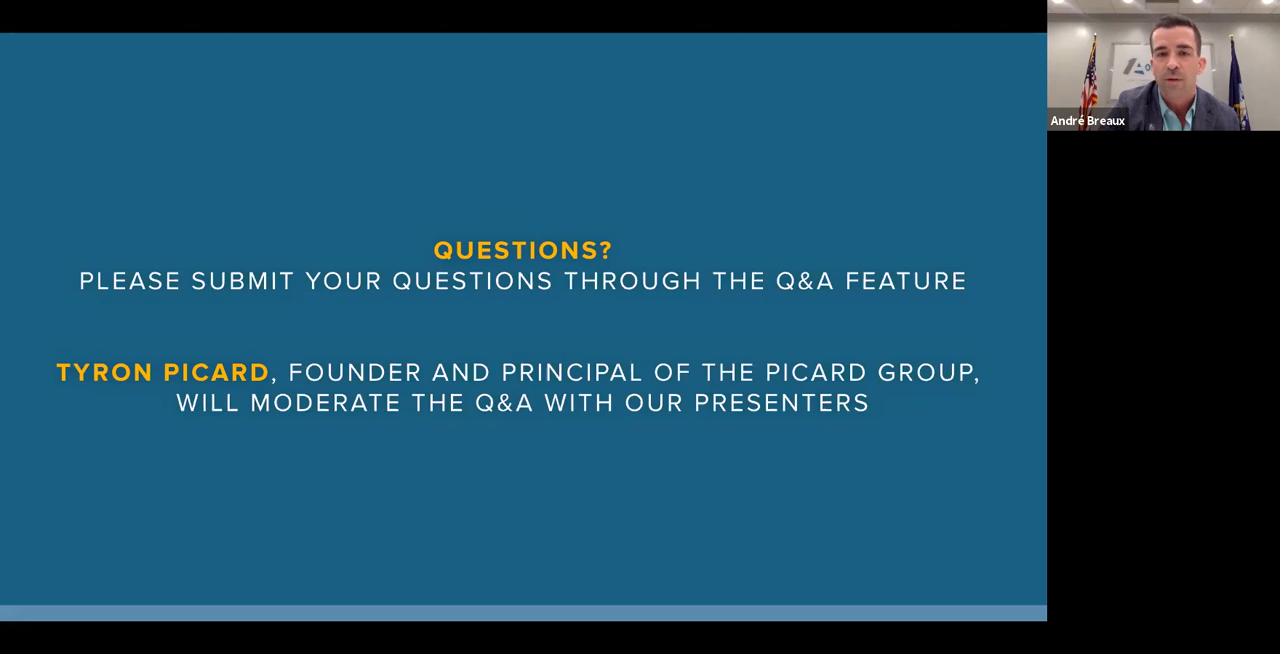 QUESTIONS?
PLEASE SUBMIT YOUR QUESTIONS THROUGH THE Q&A FEATURE
TYRON PICARD, FOUNDER AND PRINCIPAL OF THE PICARD GROUP,
WILL MODERATE THE Q&A WITH OUR PRESENTERS
André Breaux